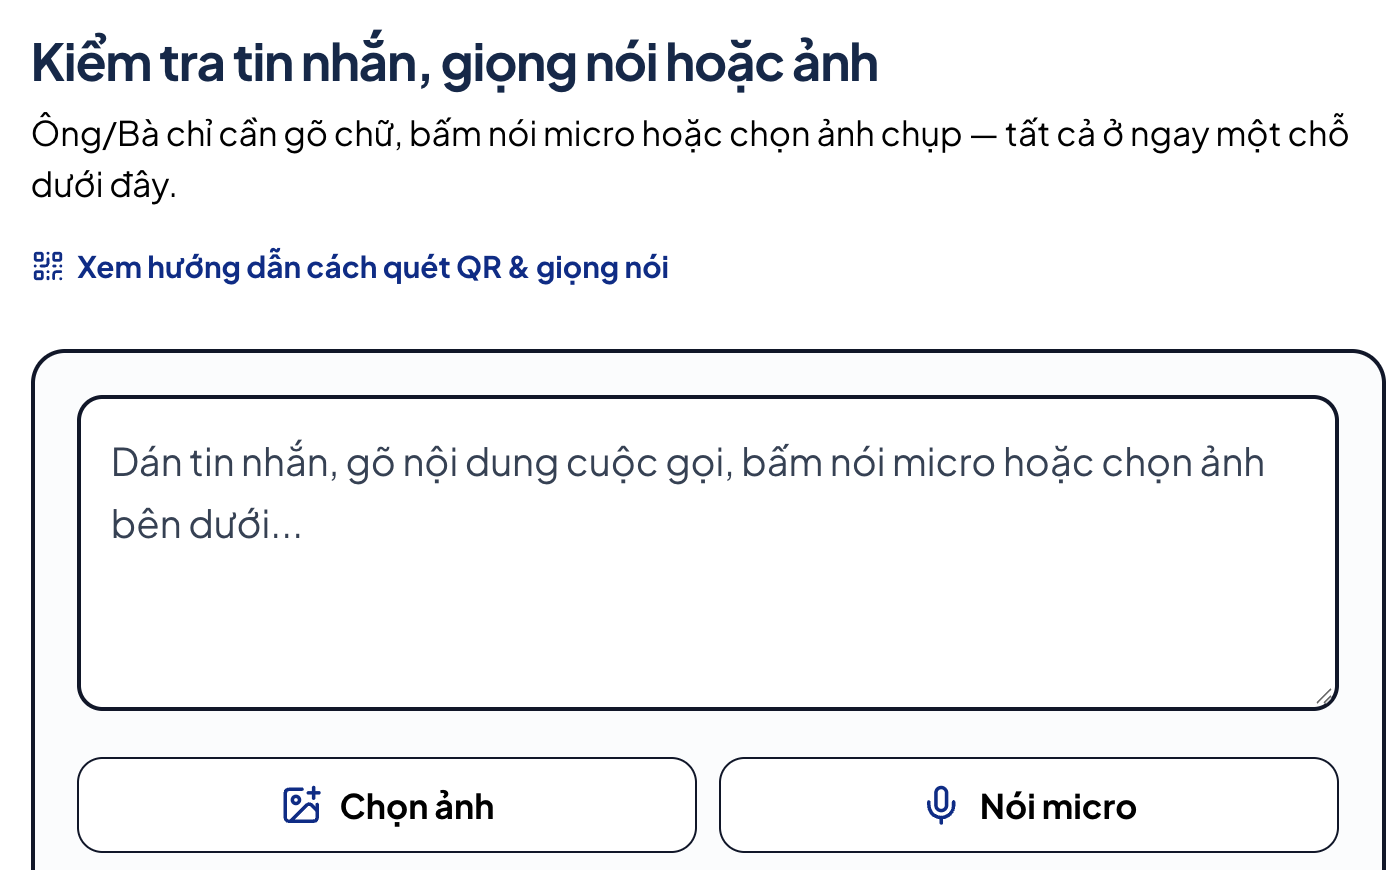 Kiểm tra tin nhắn, giọng nói hoặc ảnh
Ông/Bà chỉ cần gõ chữ, bấm nói micro hoặc chọn ảnh chụp — tất cả ở ngay một chỗ
dưới đây.
Xem hướng dẫn cách quét QR & giọng nói
Dán tin nhắn, gõ nội dung cuộc gọi, bấm nói micro hoặc chọn ảnh
bên dưới...
Chọn ảnh
Nói micro